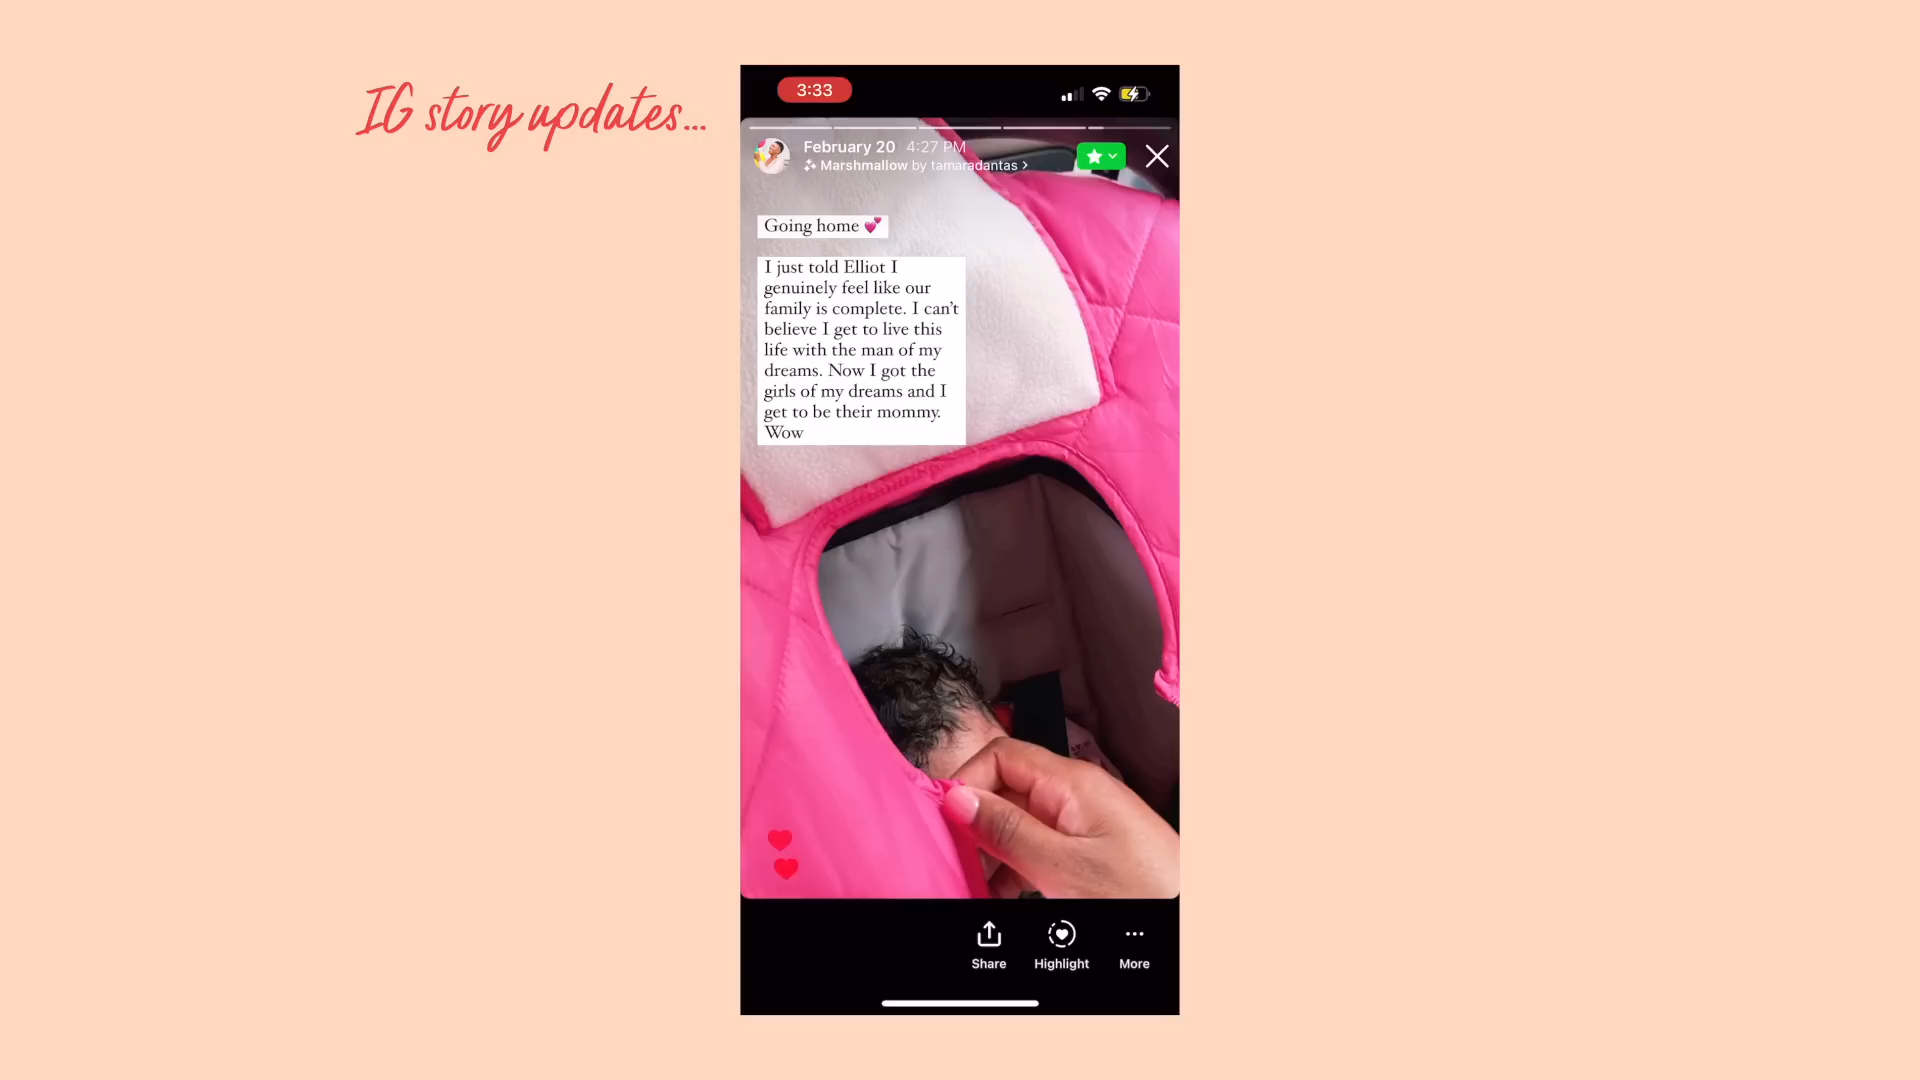 IG story updates...
3:33
February 20 4:27 PM
Marshmallow by tamaradantas >
Going home 💕
I just told Elliot I
genuinely feel like our
family is complete. I can't
believe I get to live this
life with the man of my
dreams. Now I got the
girls of my dreams and I
get to be their mommy.
Wow
Share Highlight More